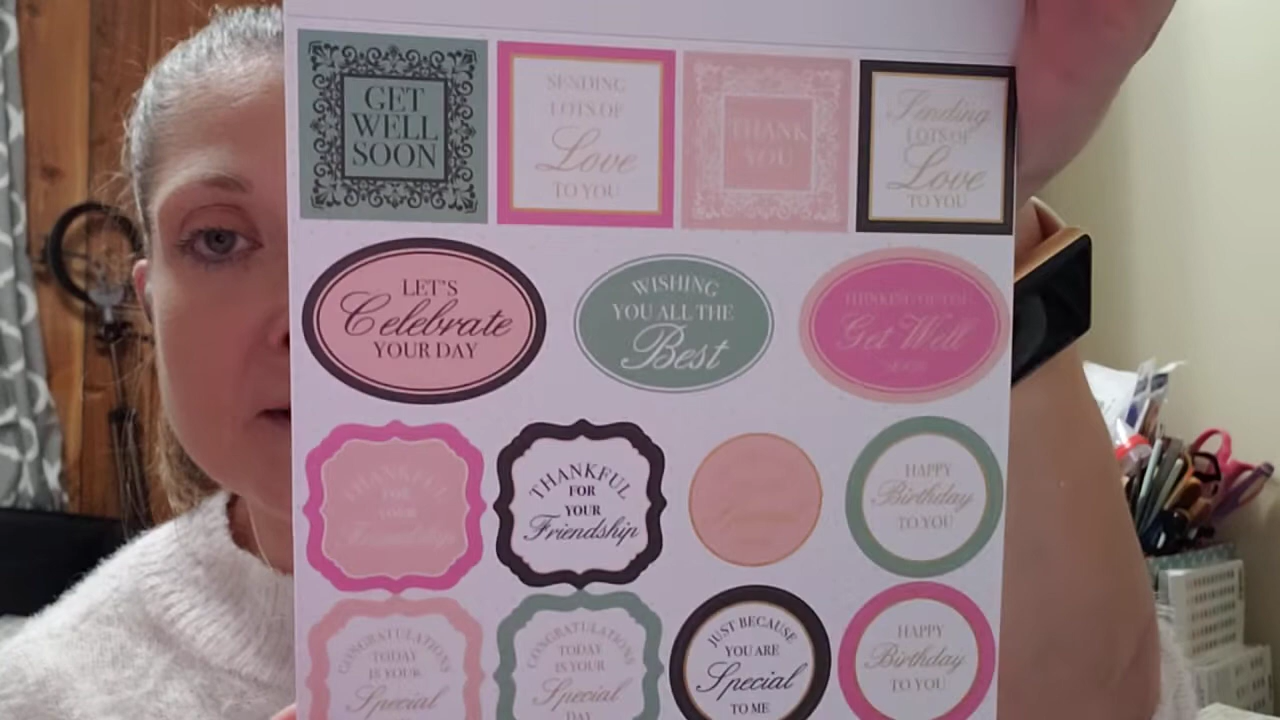 GET
WELL
SOON
SENDING
LOTS OF
Love
TO YOU
THANK
YOU
Sending
LOTS OF
Love
TO YOU
LET'S
Celebrate
YOUR DAY
WISHING
YOU ALL THE
Best
Get Well
SOON
THANKFUL
FOR
YOUR
Friendship
THANKFUL
FOR
YOUR
Friendship
HAPPY
Birthday
TO YOU
CONGRATULATIONS
TODAY
IS YOUR
Special
CONGRATULATIONS
TODAY
IS YOUR
Special
DAY
JUST BECAUSE
YOU ARE
Special
TO ME
HAPPY
Birthday
TO YOU